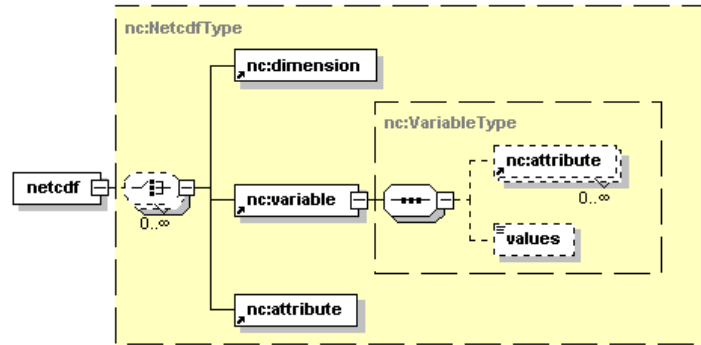 nc:NetcdfType
nc:dimension
nc:VariableType
nc:attribute
0..∞
netcdf
nc:variable
0..∞
values
nc:attribute